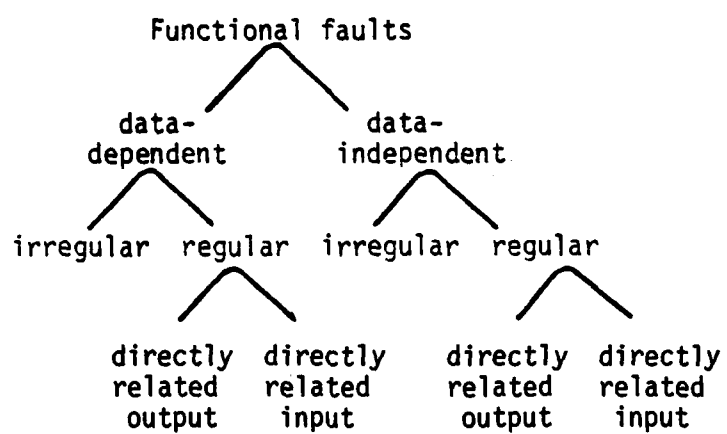 Functional faults
data- data-
dependent independent
irregular regular irregular regular
directly directly directly directly
related related related related
output input output input